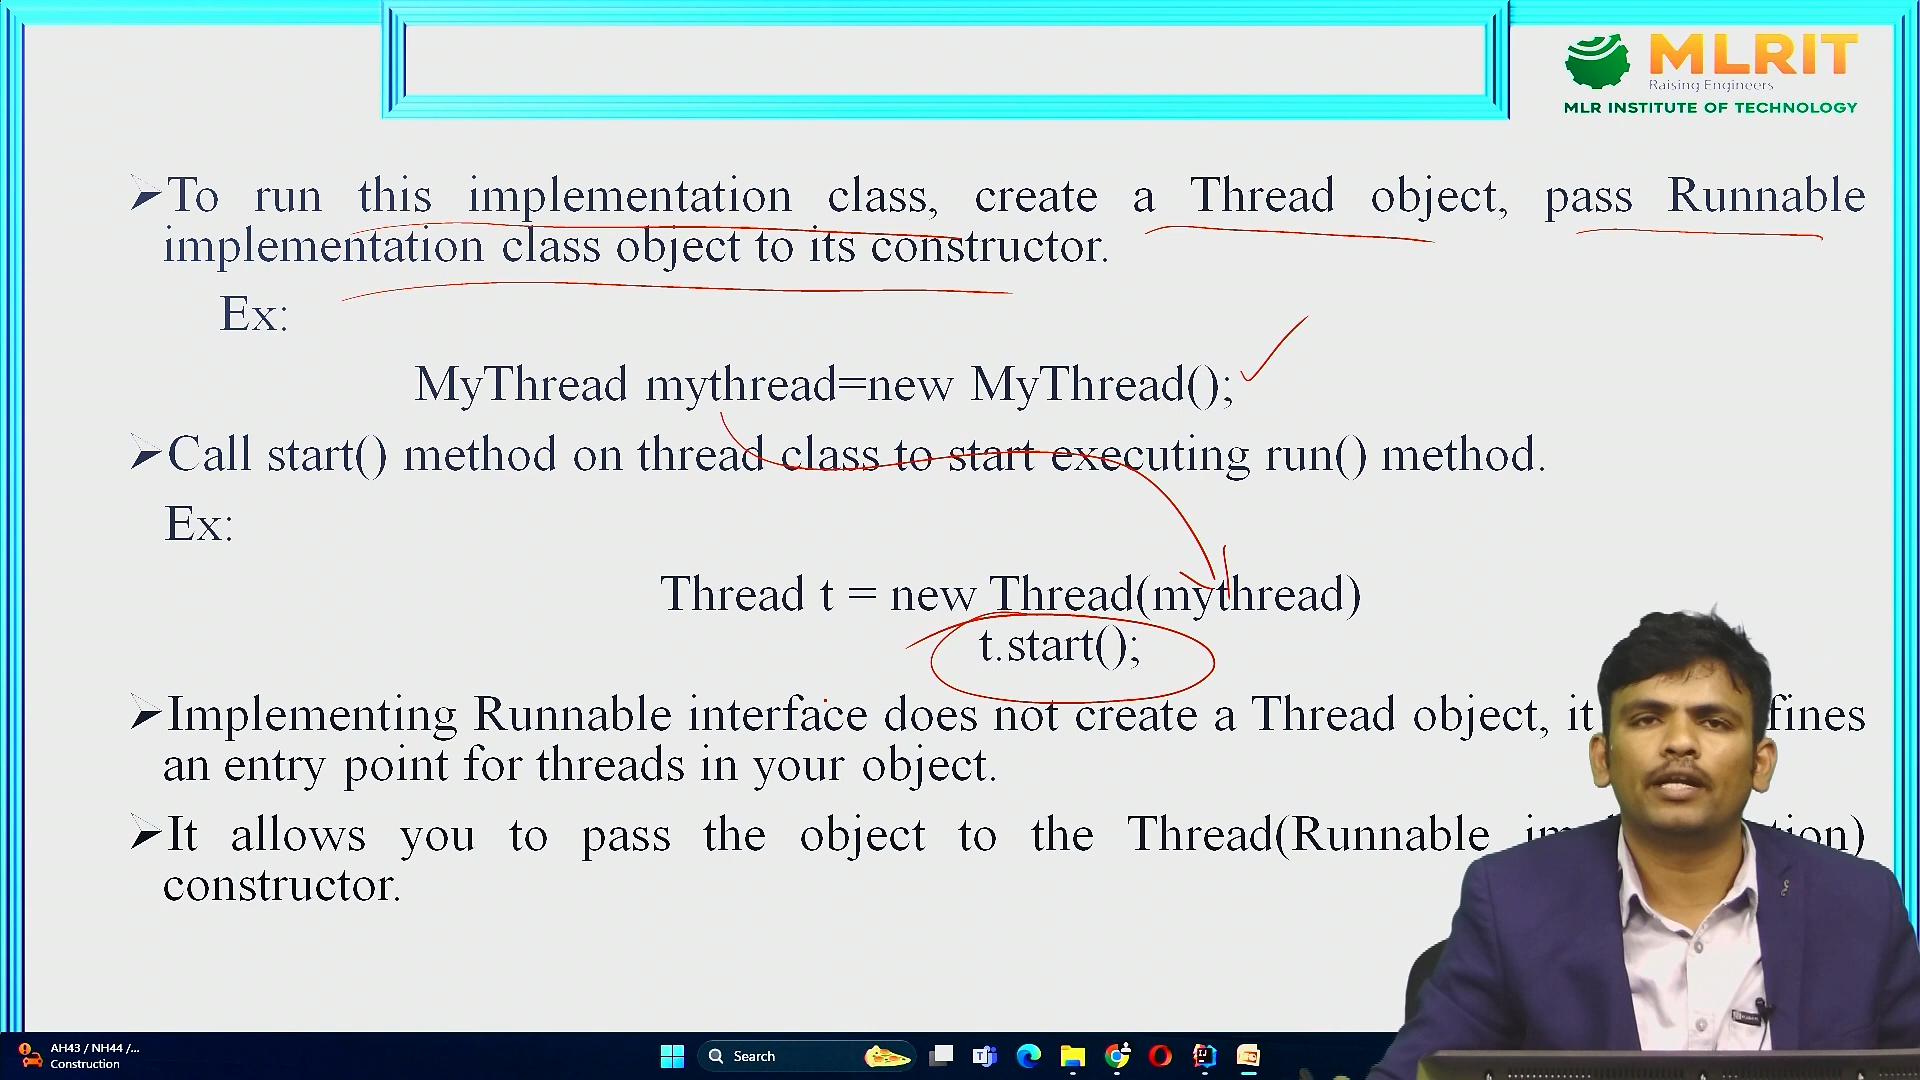 MLRIT
Raising Engineers
MLR INSTITUTE OF TECHNOLOGY
To run this implementation class, create a Thread object, pass Runnable
implementation class object to its constructor.
Ex:
MyThread mythread=new MyThread();
Call start() method on thread class to start executing run() method.
Ex:
Thread t = new Thread(mythread)
t.start();
Implementing Runnable interface does not create a Thread object, it fines
an entry point for threads in your object.
It allows you to pass the object to the Thread(Runnable
constructor.
AH43 / NH44 /...
Construction
Search